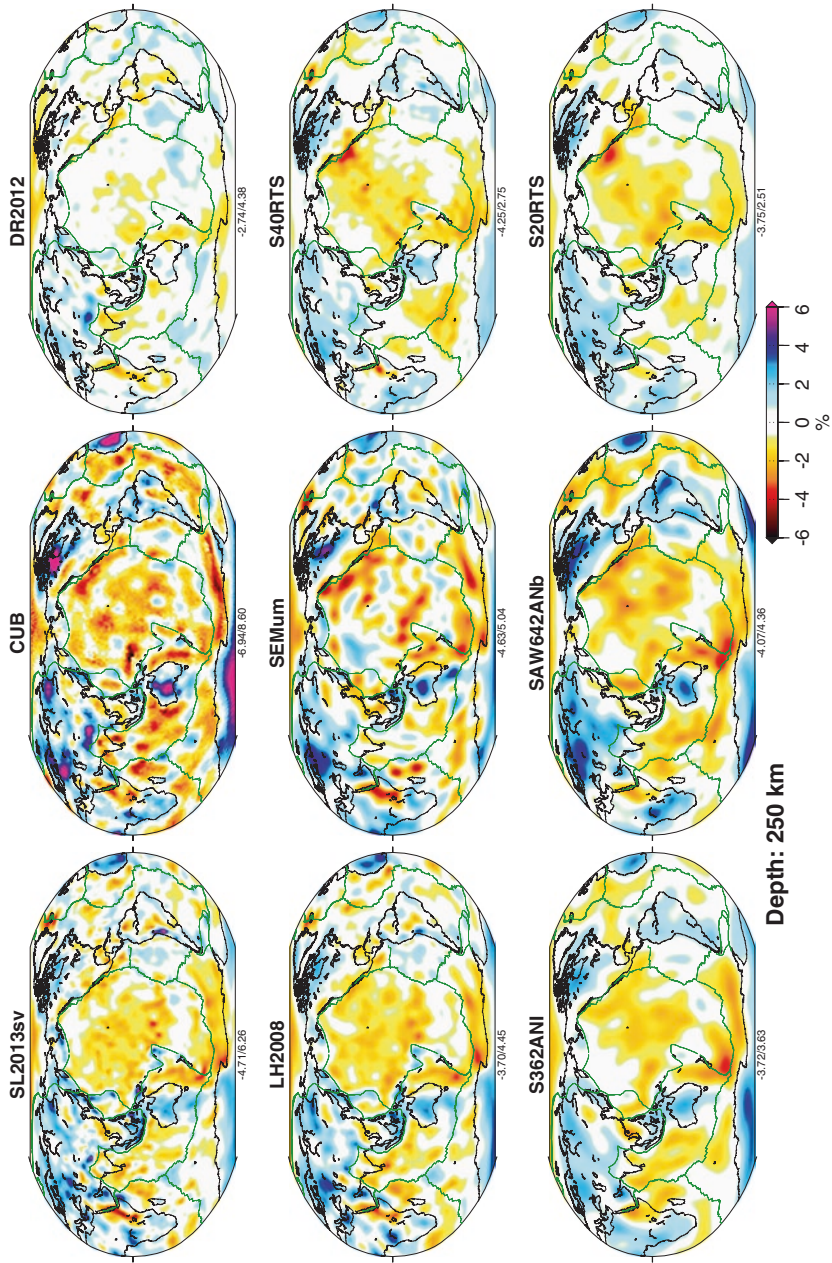 SL2013sv
CUB
DR2012
-4.71/6.26
-6.94/8.60
-2.74/4.38
LH2008
SEMum
S40RTS
-3.70/4.45
-4.63/5.04
-4.25/2.75
S362ANI
SAW642ANb
S20RTS
-3.72/3.63
-4.07/4.36
-3.75/2.51
Depth: 250 km
-6 -4 -2 0 2 4 6
%